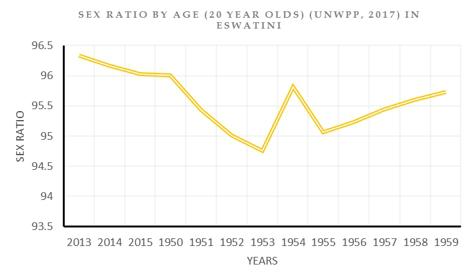 SEX RATIO BY AGE (20 YEAR OLDS) (UNWPP, 2017) IN
ESWATINI
96.5
96
95.5
95
94.5
94
93.5
SEX RATIO
2013 2014 2015 1950 1951 1952 1953 1954 1955 1956 1957 1958 1959
YEARS